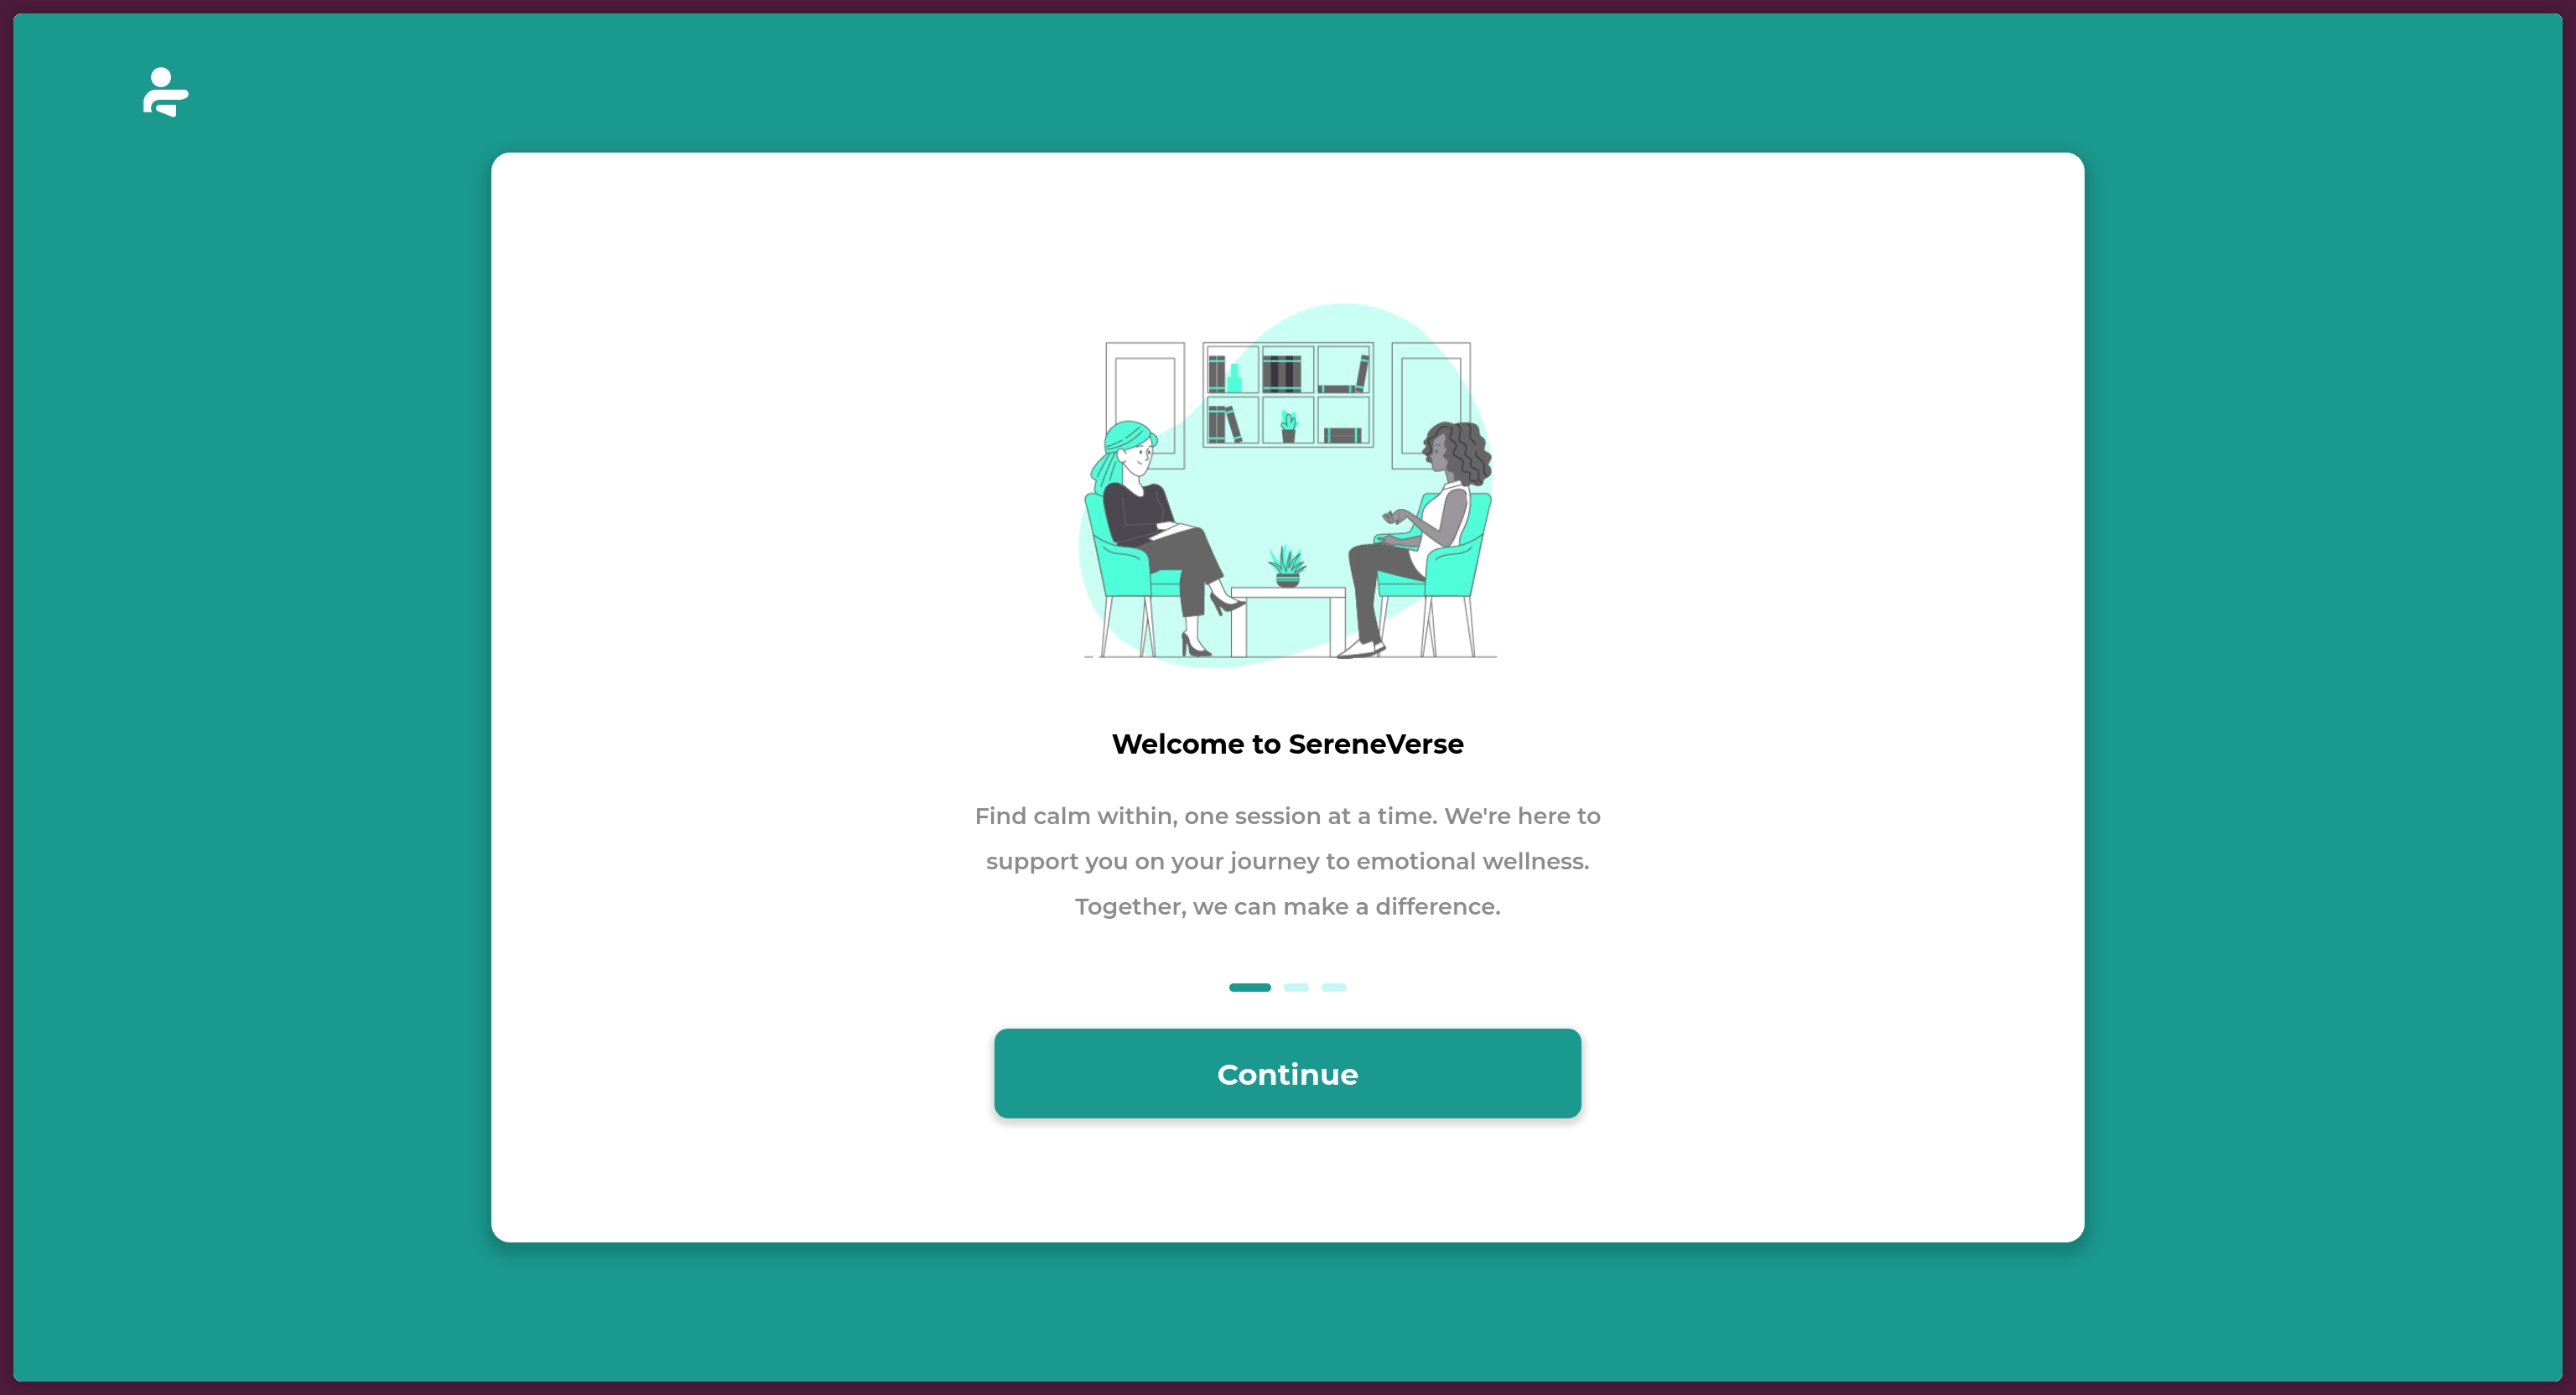 Welcome to SereneVerse
Find calm within, one session at a time. We're here to
support you on your journey to emotional wellness.
Together, we can make a difference.
Continue